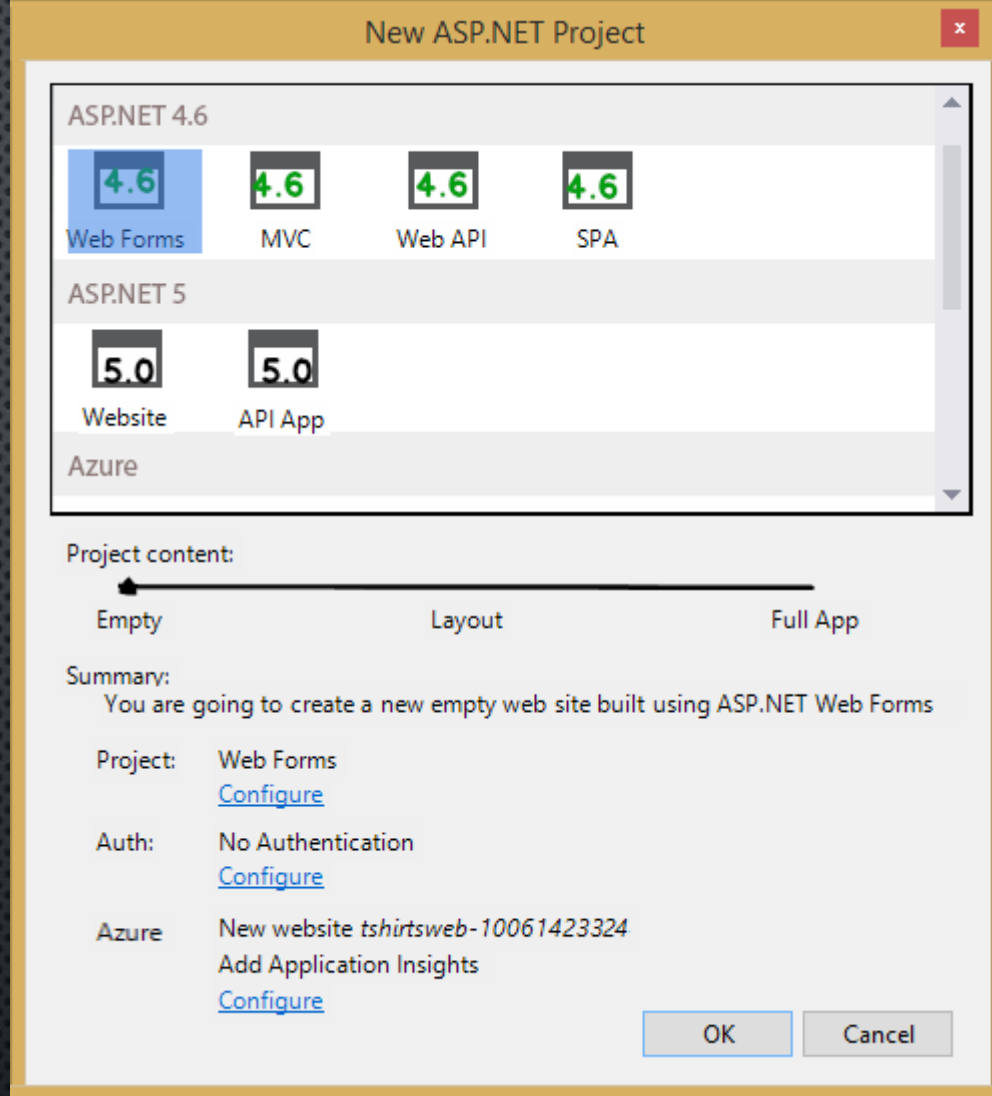 New ASP.NET Project
x
ASP.NET 4.6
4.6 4.6 4.6 4.6
Web Forms MVC Web API SPA
ASP.NET 5
5.0 5.0
Website API App
Azure
Project content:
Empty Layout Full App
Summary:
You are going to create a new empty web site built using ASP.NET Web Forms
Project: Web Forms
Configure
Auth: No Authentication
Configure
Azure New website tshirtsweb-10061423324
Add Application Insights
Configure
OK Cancel